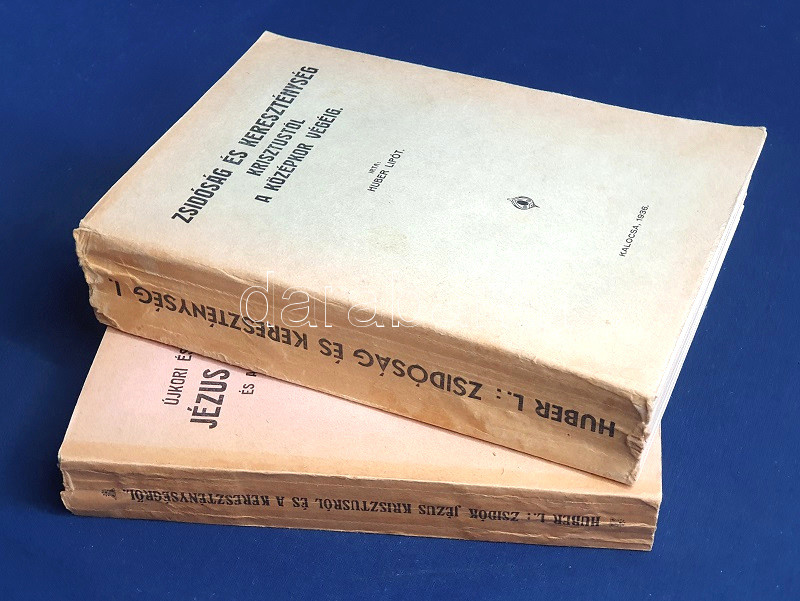 ZSIDÓSÁG ÉS KERESZTÉNYSÉG
KRISZTUSTÓL
A KÖZÉPKOR VÉGÉIG.
IRTA:
HUBER LIPÓT.
KALOCSA, 1936.
HUBER L.: ZSIDÓSÁG ÉS KERESZTÉNYSÉG I.
ÚJKORI ÉS
JÉZUS
ÉS A
HUBER L.: ZSIDÓK JÉZUS KRISZTUSRÓL ÉS A KERESZTÉNYSÉGRŐL.